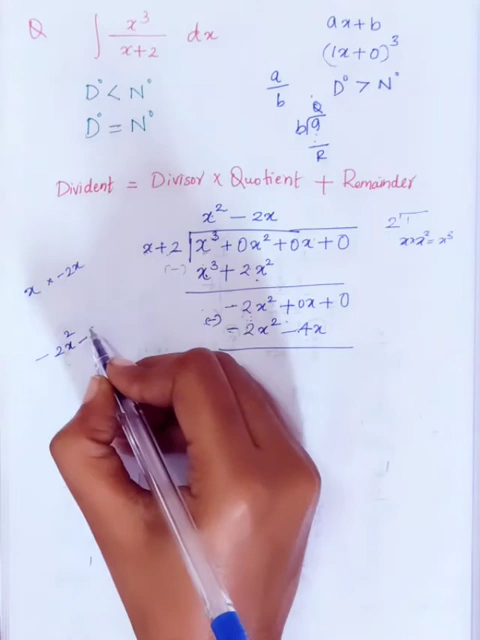 Q ∫ x³/(x+2) dx
ax+b
(1x+0)³
D° < N°
a/b D° > N°
D° = N°
Q
b)a
R
Divident = Divisor × Quotient + Remainder
x² − 2x
x+2 ) x³ + 0x² + 0x + 0
(−) x³ + 2x²
− 2x² + 0x + 0
(−) − 2x² − 4x
x × −2x
− 2x² −
x×x² = x³